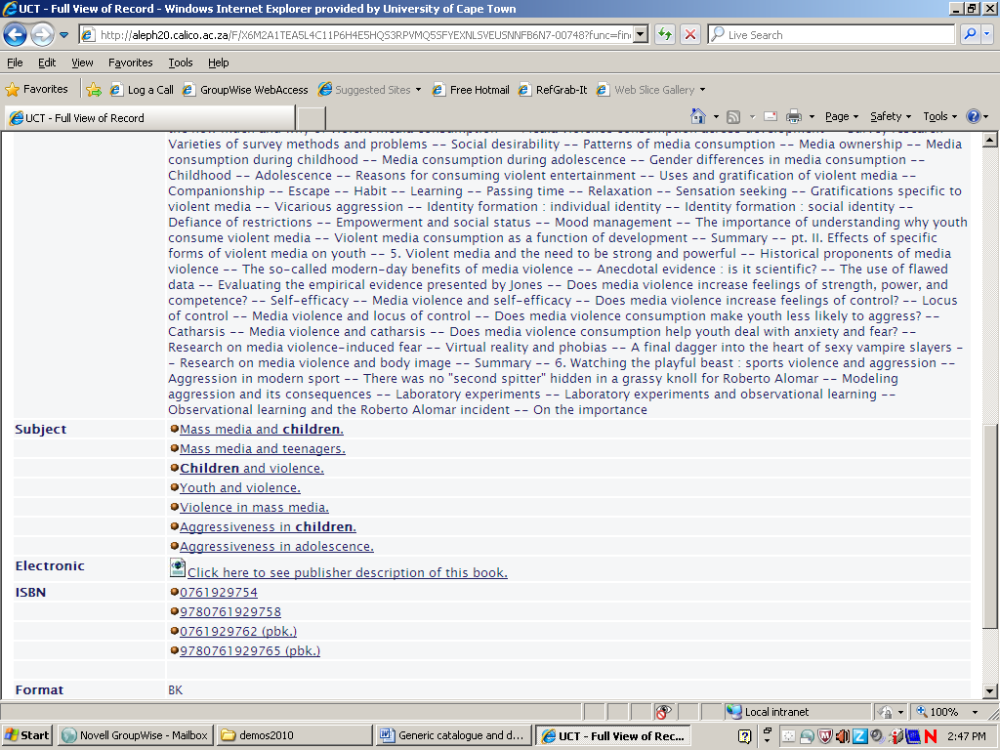 UCT - Full View of Record - Windows Internet Explorer provided by University of Cape Town
http://aleph20.calico.ac.za/F/X6M2A1TEA5L4C11P6H4E5HQS3RPVMQ5SFYEXNLSVEUSNNFB6N7-00748?func=fin
Live Search
File Edit View Favorites Tools Help
Favorites Log a Call GroupWise WebAccess Suggested Sites Free Hotmail RefGrab-It Web Slice Gallery
UCT - Full View of Record Page Safety Tools
Varieties of survey methods and problems -- Social desirability -- Patterns of media consumption -- Media ownership -- Media
consumption during childhood -- Media consumption during adolescence -- Gender differences in media consumption --
Childhood -- Adolescence -- Reasons for consuming violent entertainment -- Uses and gratification of violent media --
Companionship -- Escape -- Habit -- Learning -- Passing time -- Relaxation -- Sensation seeking -- Gratifications specific to
violent media -- Vicarious aggression -- Identity formation : individual identity -- Identity formation : social identity --
Defiance of restrictions -- Empowerment and social status -- Mood management -- The importance of understanding why youth
consume violent media -- Violent media consumption as a function of development -- Summary -- pt. II. Effects of specific
forms of violent media on youth -- 5. Violent media and the need to be strong and powerful -- Historical proponents of media
violence -- The so-called modern-day benefits of media violence -- Anecdotal evidence : is it scientific? -- The use of flawed
data -- Evaluating the empirical evidence presented by Jones -- Does media violence increase feelings of strength, power, and
competence? -- Self-efficacy -- Media violence and self-efficacy -- Does media violence increase feelings of control? -- Locus
of control -- Media violence and locus of control -- Does media violence consumption make youth less likely to aggress? --
Catharsis -- Media violence and catharsis -- Does media violence consumption help youth deal with anxiety and fear? --
Research on media violence-induced fear -- Virtual reality and phobias -- A final dagger into the heart of sexy vampire slayers -
- Research on media violence and body image -- Summary -- 6. Watching the playful beast : sports violence and aggression --
Aggression in modern sport -- There was no "second spitter" hidden in a grassy knoll for Roberto Alomar -- Modeling
aggression and its consequences -- Laboratory experiments -- Laboratory experiments and observational learning --
Observational learning and the Roberto Alomar incident -- On the importance
Subject Mass media and children.
Mass media and teenagers.
Children and violence.
Youth and violence.
Violence in mass media.
Aggressiveness in children.
Aggressiveness in adolescence.
Electronic Click here to see publisher description of this book.
ISBN 0761929754
9780761929758
0761929762 (pbk.)
9780761929765 (pbk.)
Format BK
Local intranet 100%
Start Novell GroupWise - Mailbox demos2010 Generic catalogue and d... UCT - Full View of Rec... 2:47 PM